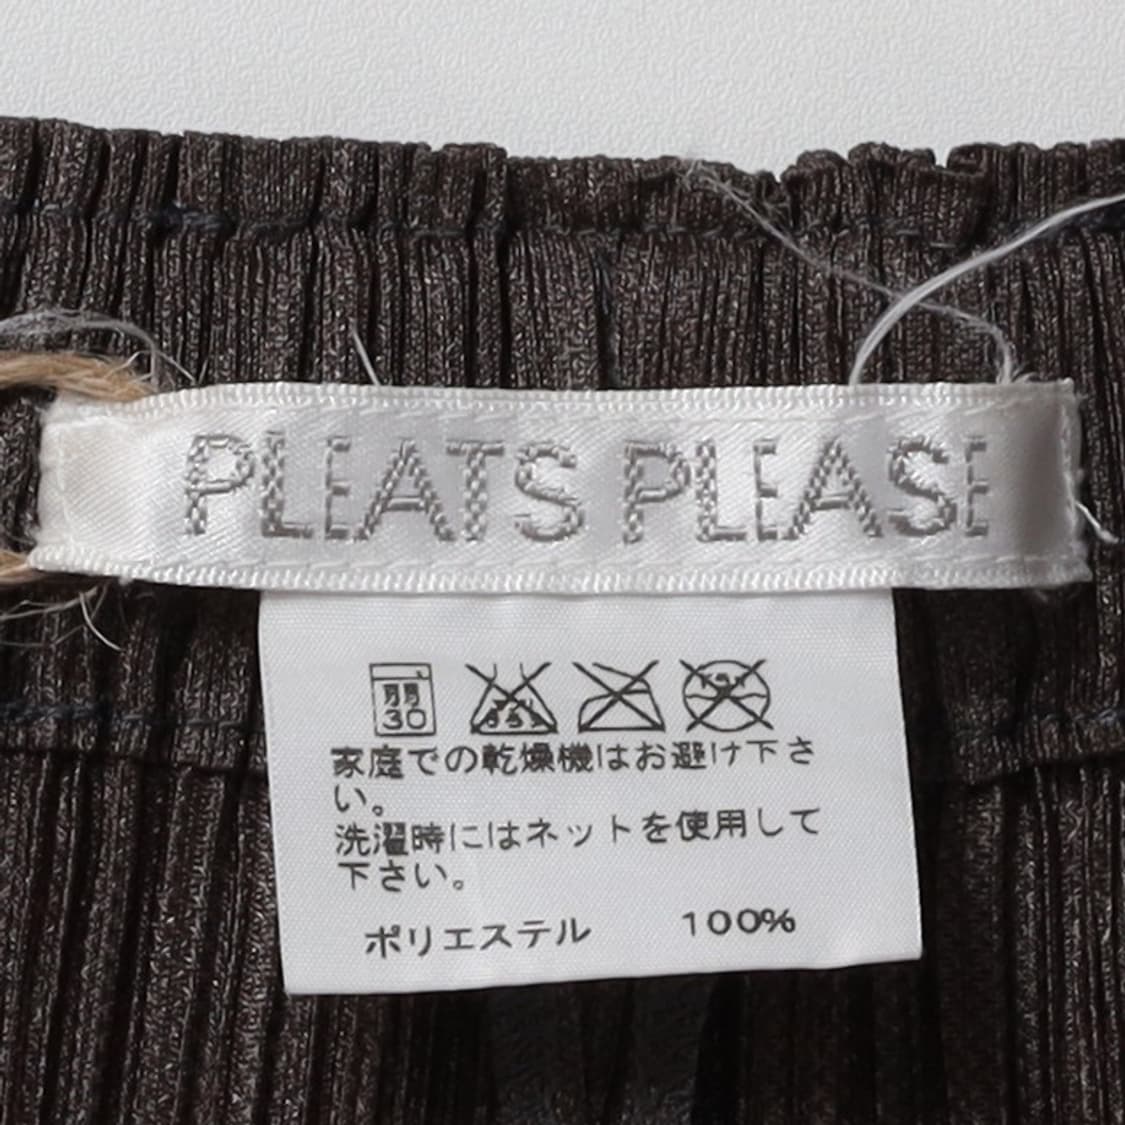 PLEATS PLEASE
弱
30
家庭での乾燥機はお避け下さ
い。
洗濯時にはネットを使用して
下さい。
ポリエステル 100%